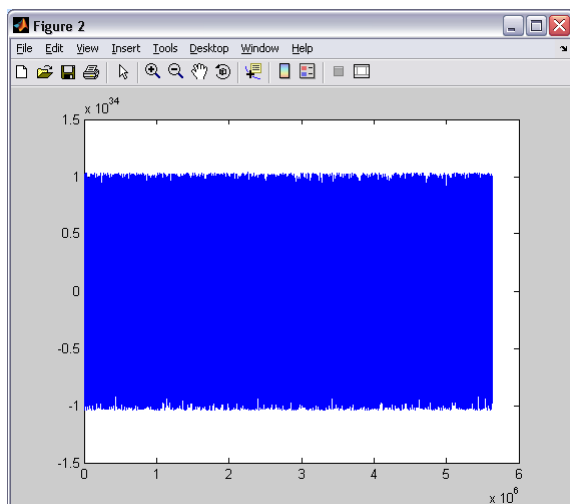 Figure 2
File Edit View Insert Tools Desktop Window Help
x 10^34
1.5
1
0.5
0
-0.5
-1
-1.5
0 1 2 3 4 5 6
x 10^6